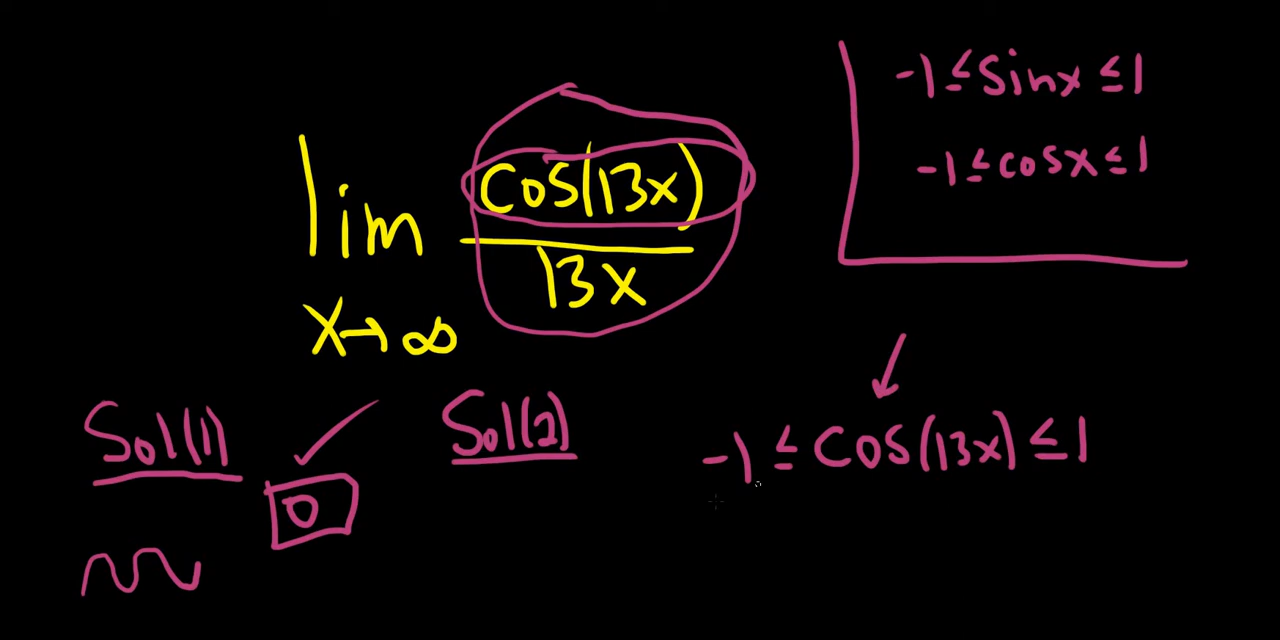 lim x→∞ cos(13x) / 13x
-1 ≤ sinx ≤ 1
-1 ≤ cosx ≤ 1
Sol(1)
0
Sol(2)
-1 ≤ cos(13x) ≤ 1